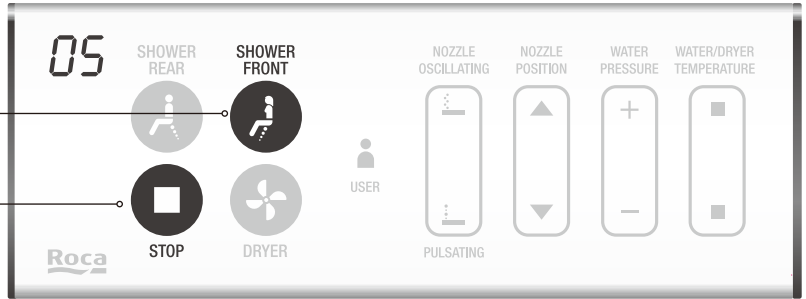 05
SHOWER
REAR
SHOWER
FRONT
NOZZLE
OSCILLATING
NOZZLE
POSITION
WATER
PRESSURE
WATER/DRYER
TEMPERATURE
USER
STOP
DRYER
PULSATING
Roca